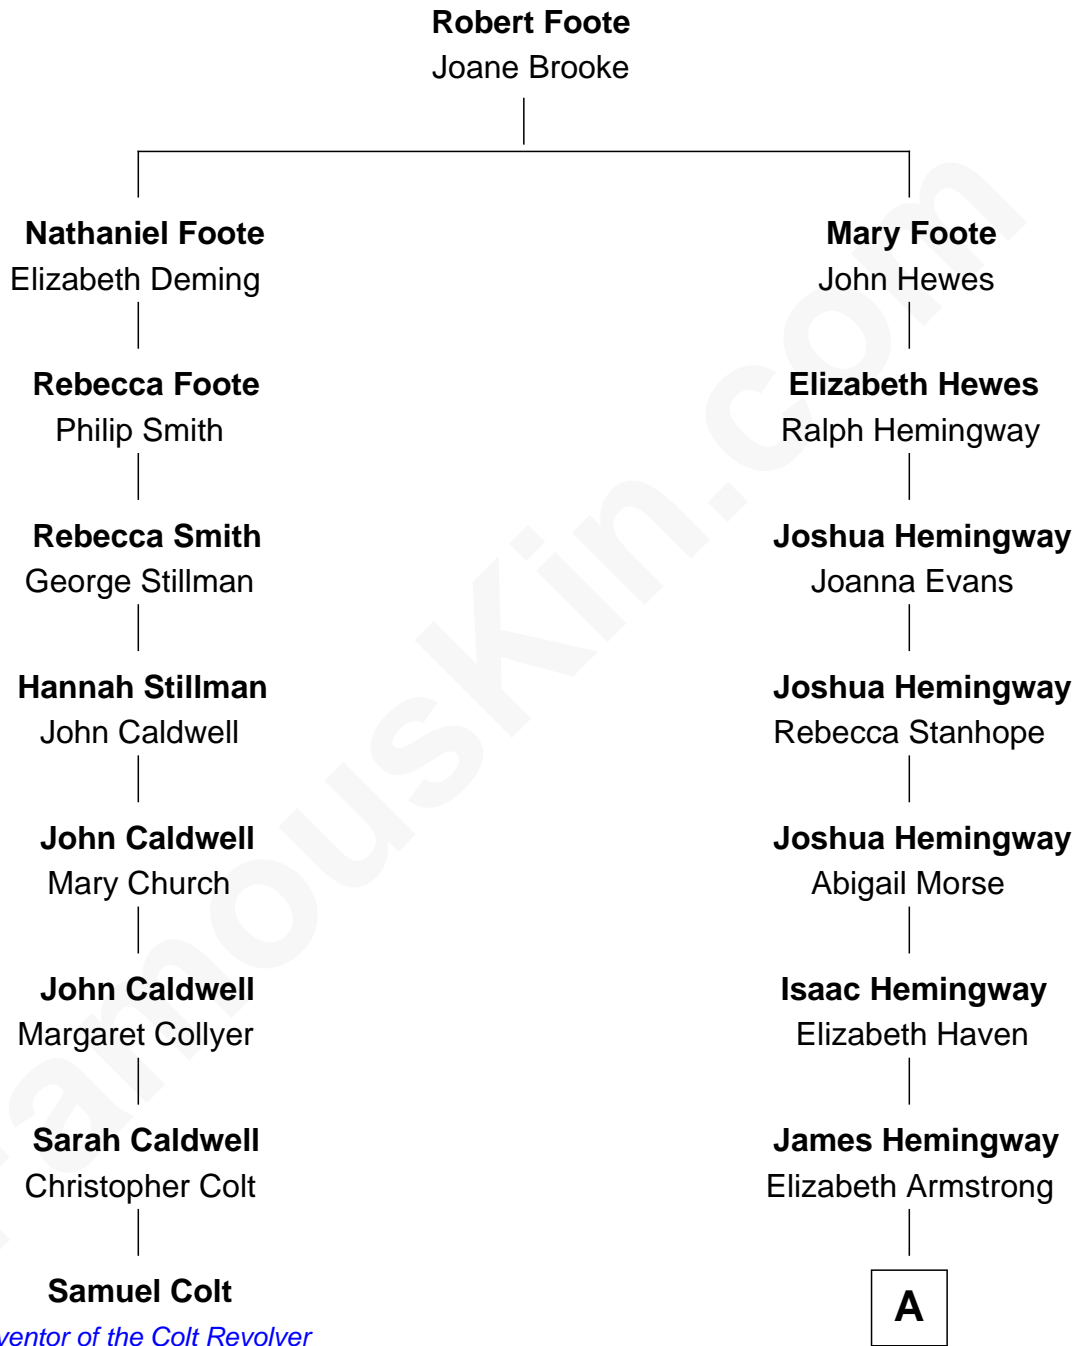 Robert Foote
Joane Brooke
Nathaniel Foote
Elizabeth Deming
Mary Foote
John Hewes
Rebecca Foote
Philip Smith
Elizabeth Hewes
Ralph Hemingway
Rebecca Smith
George Stillman
Joshua Hemingway
Joanna Evans
Hannah Stillman
John Caldwell
Joshua Hemingway
Rebecca Stanhope
John Caldwell
Mary Church
Joshua Hemingway
Abigail Morse
John Caldwell
Margaret Collyer
Isaac Hemingway
Elizabeth Haven
Sarah Caldwell
Christopher Colt
James Hemingway
Elizabeth Armstrong
Samuel Colt
ventor of the Colt Revolver
A
FamousKin.com